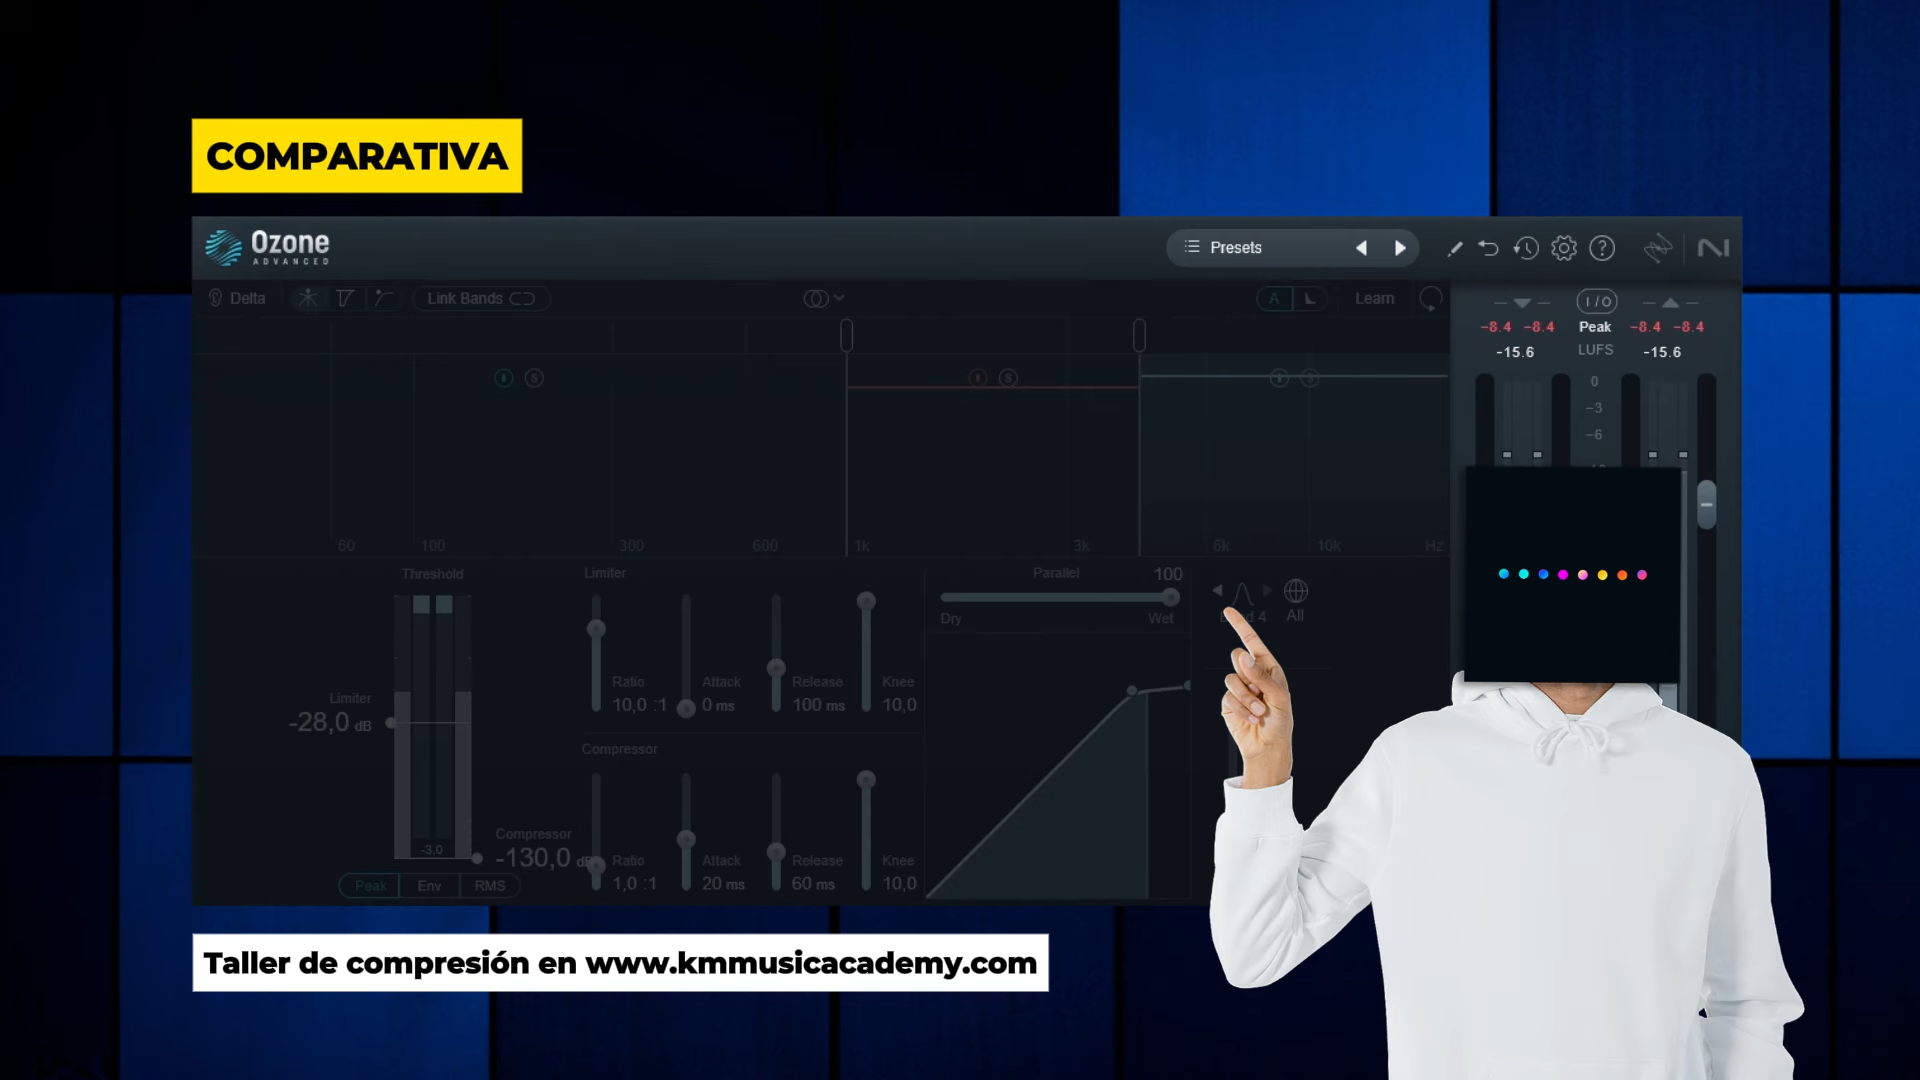 COMPARATIVA
Ozone
ADVANCED
Presets
Delta
Link Bands
A
L
Learn
I/O
-8.4 -8.4 Peak -8.4 -8.4
-15.6 LUFS -15.6
S
S
S
0
-3
-6
60 100 300 600 1k 3k 6k 10k Hz
Threshold
Limiter
Parallel 100
Dry Wet
All
Limiter
-28,0 dB
Ratio
10,0 :1
Attack
0 ms
Release
100 ms
Knee
10,0
Compressor
Compressor
-130,0
-3,0
Ratio
1,0 :1
Attack
20 ms
Release
60 ms
Knee
10,0
Peak Env RMS
Taller de compresión en www.kmmusicacademy.com